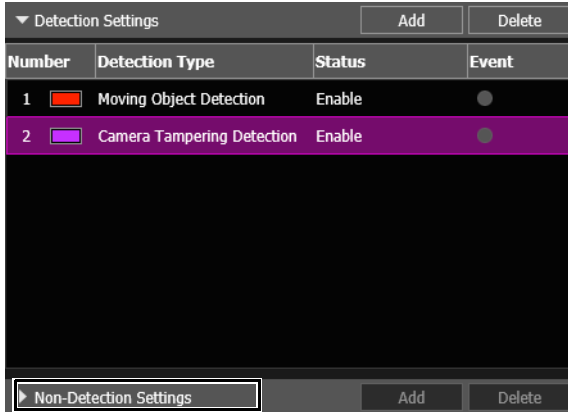 Detection Settings Add Delete
Number Detection Type Status Event
1 Moving Object Detection Enable
2 Camera Tampering Detection Enable
Non-Detection Settings Add Delete